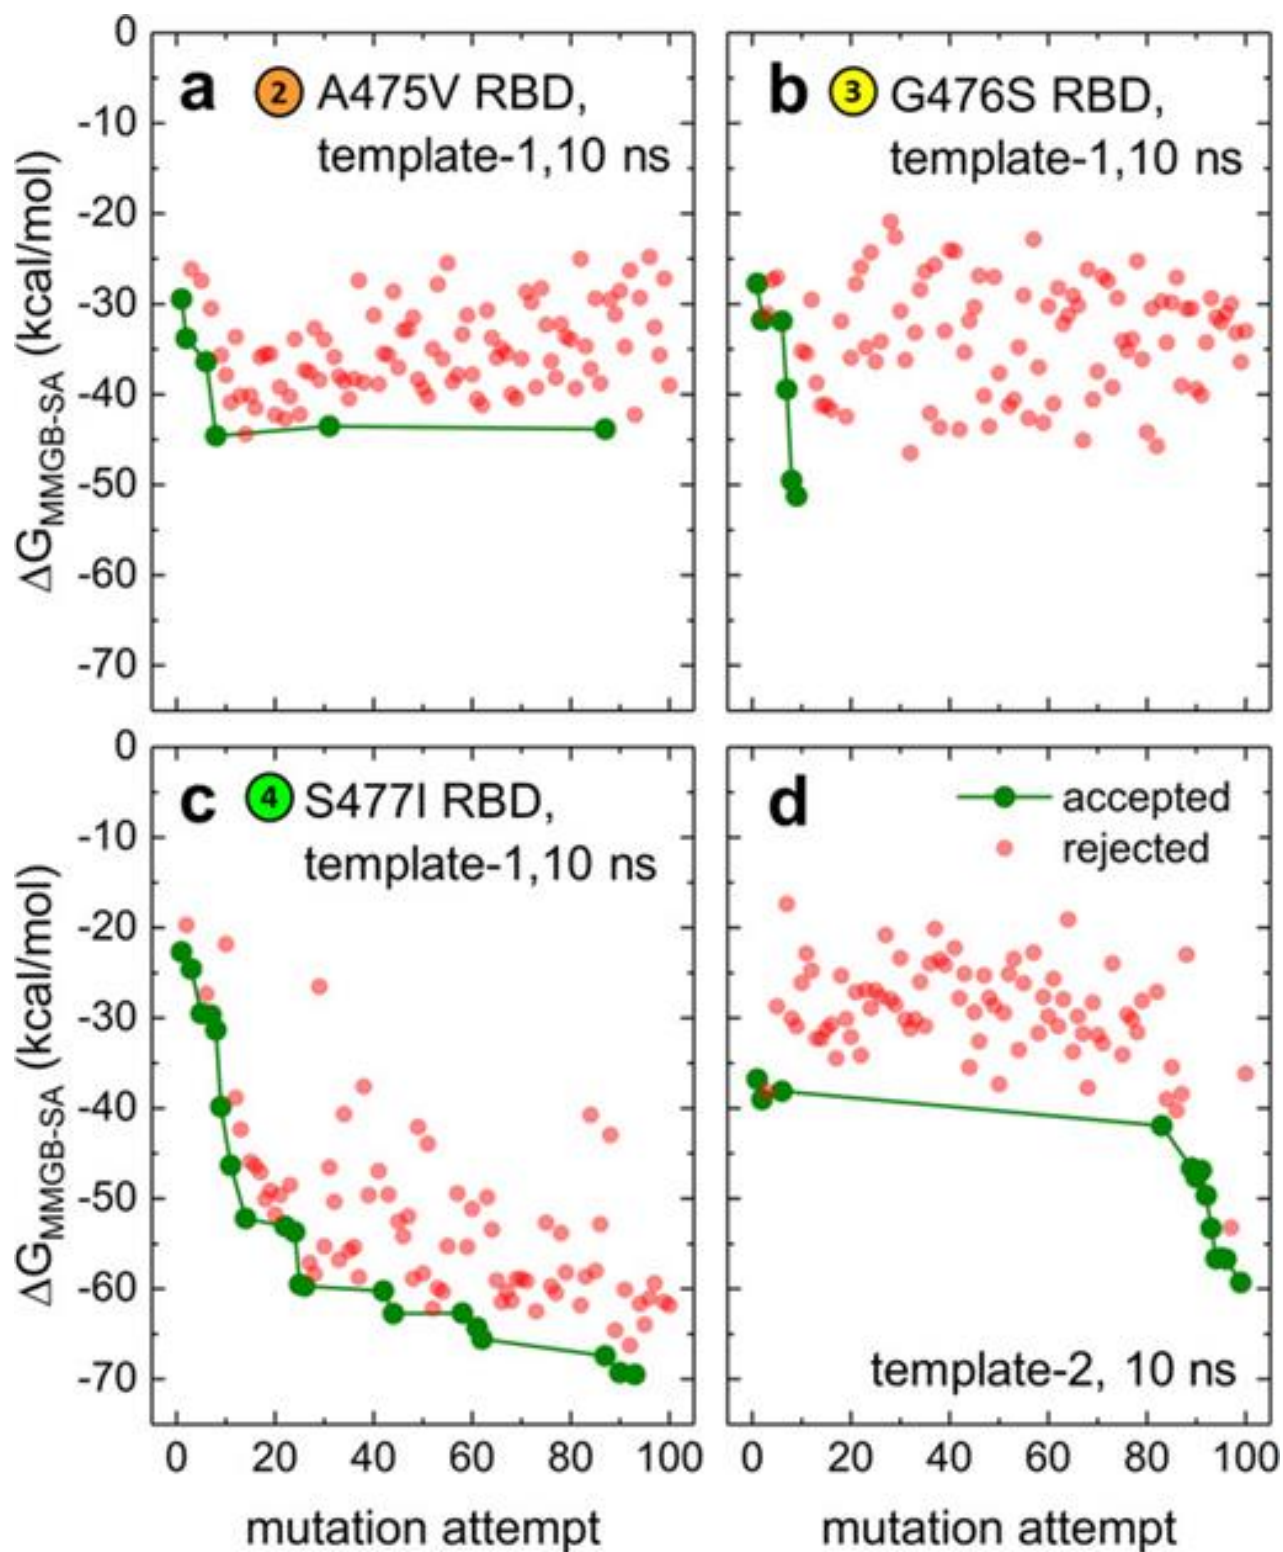 a 2 A475V RBD,
template-1,10 ns
b 3 G476S RBD,
template-1,10 ns
0
-10
-20
-30
-40
-50
-60
-70
ΔG_MMGB-SA (kcal/mol)
c 4 S477I RBD,
template-1,10 ns
d
accepted
rejected
template-2, 10 ns
0
-10
-20
-30
-40
-50
-60
-70
ΔG_MMGB-SA (kcal/mol)
0 20 40 60 80 100
0 20 40 60 80 100
mutation attempt
mutation attempt